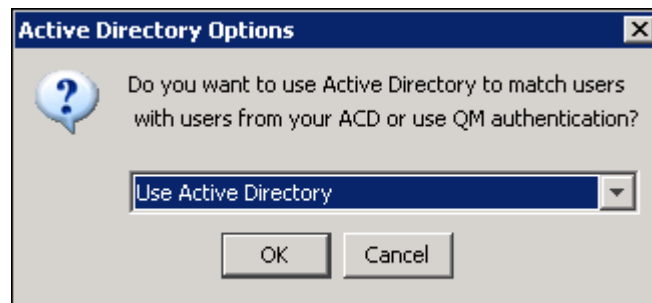 Active Directory Options
Do you want to use Active Directory to match users
with users from your ACD or use QM authentication?
Use Active Directory
OK Cancel